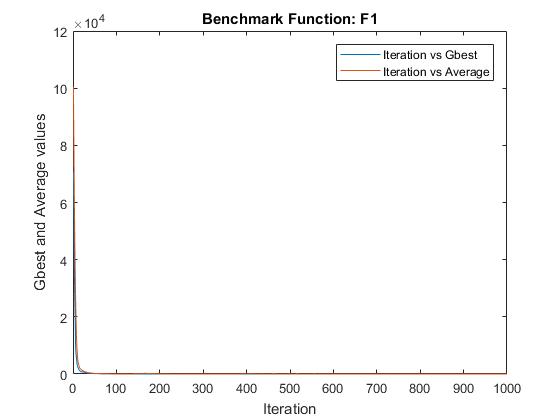 Benchmark Function: F1
×10^4
12
10
8
6
4
2
0
Gbest and Average values
Iteration vs Gbest
Iteration vs Average
0 100 200 300 400 500 600 700 800 900 1000
Iteration